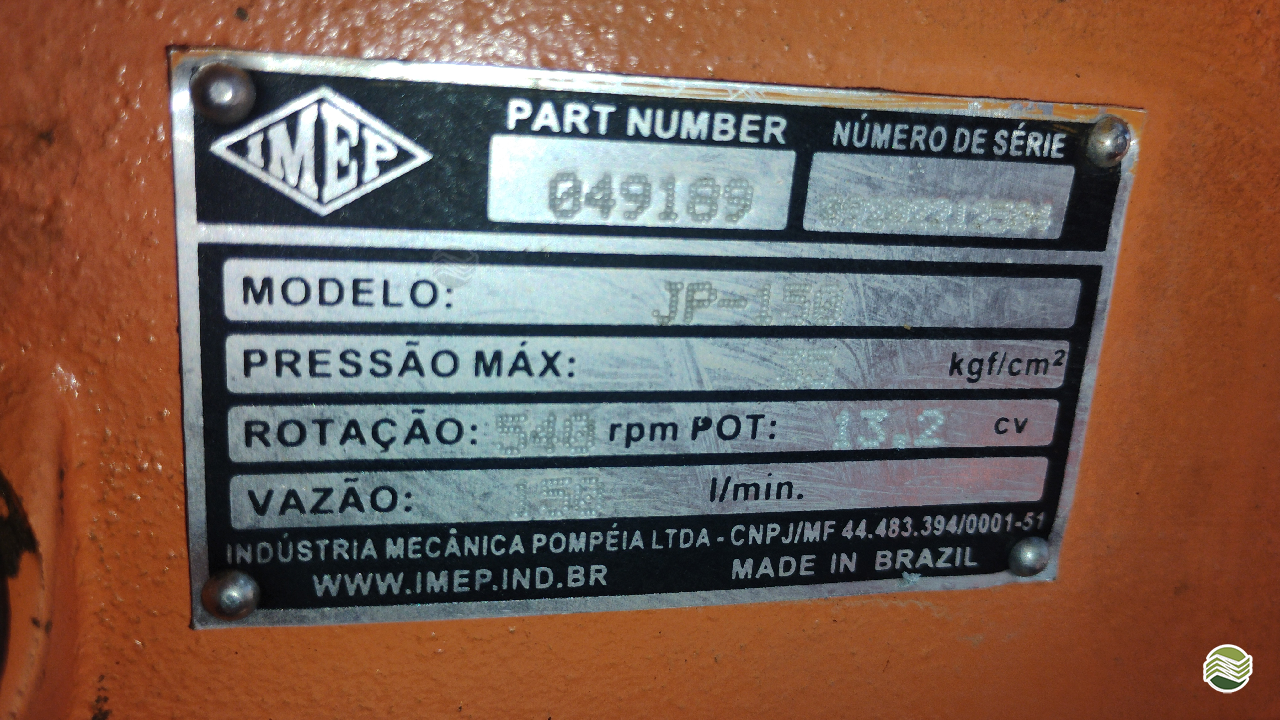 IMEP
PART NUMBER
NÚMERO DE SÉRIE
049189
MODELO: JP-150
PRESSÃO MÁX: kgf/cm²
ROTAÇÃO: 540 rpm POT: 13.2 cv
VAZÃO: 150 l/min.
INDÚSTRIA MECÂNICA POMPÉIA LTDA - CNPJ/MF 44.483.394/0001-51
WWW.IMEP.IND.BR MADE IN BRAZIL